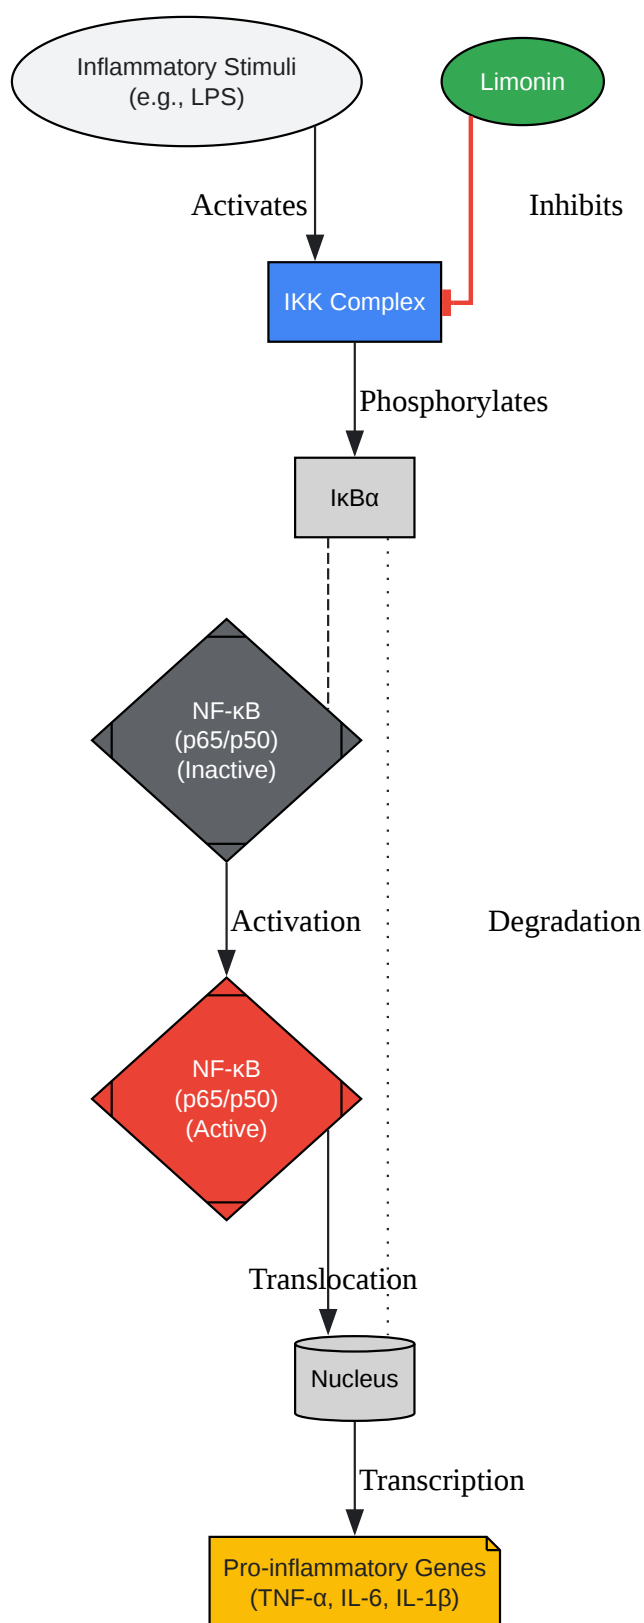 Inflammatory Stimuli
(e.g., LPS)
Limonin
Activates
Inhibits
IKK Complex
Phosphorylates
IκBα
NF-κB
(p65/p50)
(Inactive)
Activation
Degradation
NF-κB
(p65/p50)
(Active)
Translocation
Nucleus
Transcription
Pro-inflammatory Genes
(TNF-α, IL-6, IL-1β)